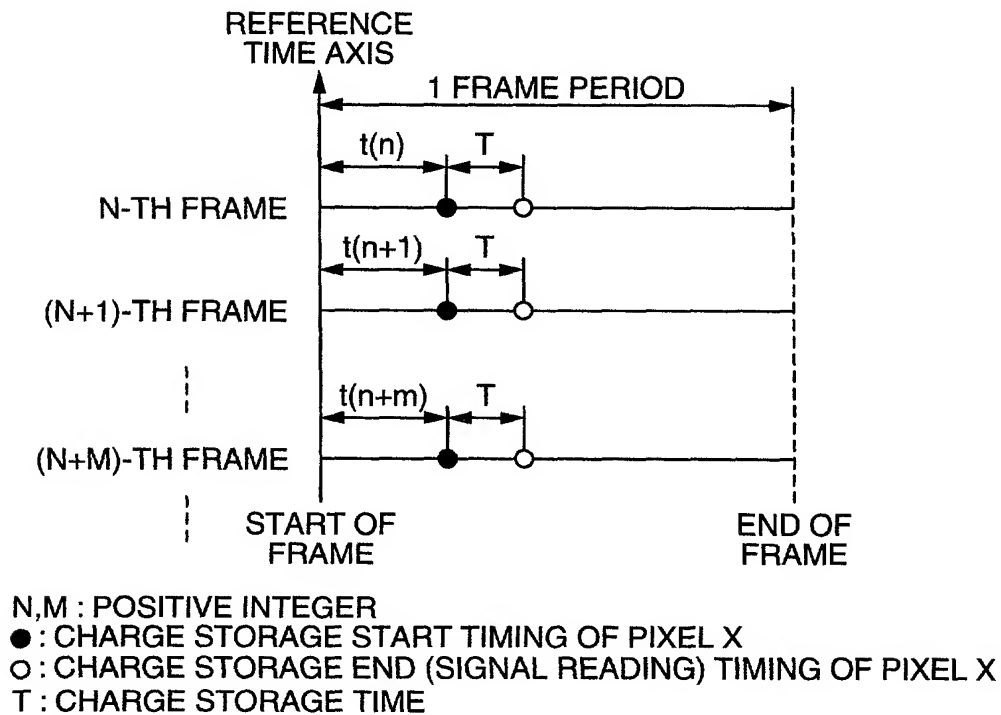 REFERENCE
TIME AXIS
1 FRAME PERIOD
t(n) T
N-TH FRAME
t(n+1) T
(N+1)-TH FRAME
t(n+m) T
(N+M)-TH FRAME
START OF
FRAME
END OF
FRAME
N,M : POSITIVE INTEGER
● : CHARGE STORAGE START TIMING OF PIXEL X
○ : CHARGE STORAGE END (SIGNAL READING) TIMING OF PIXEL X
T : CHARGE STORAGE TIME